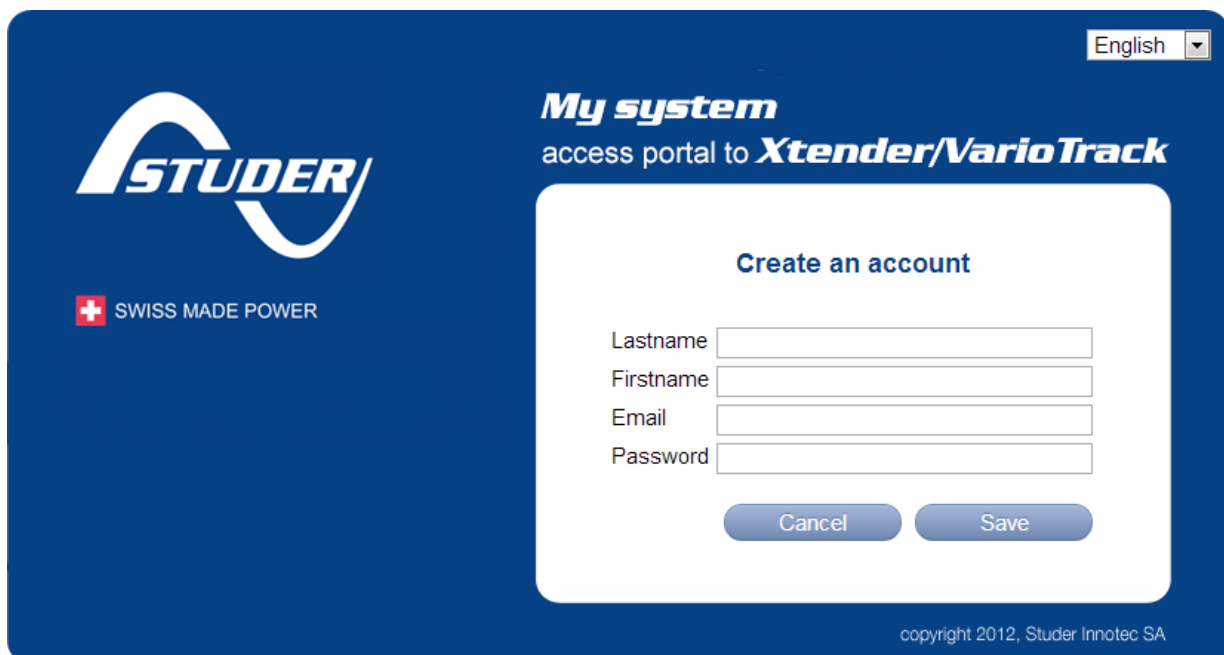 English
STUDER
SWISS MADE POWER
My system
access portal to Xtender/VarioTrack
Create an account
Lastname
Firstname
Email
Password
Cancel Save
copyright 2012, Studer Innotec SA